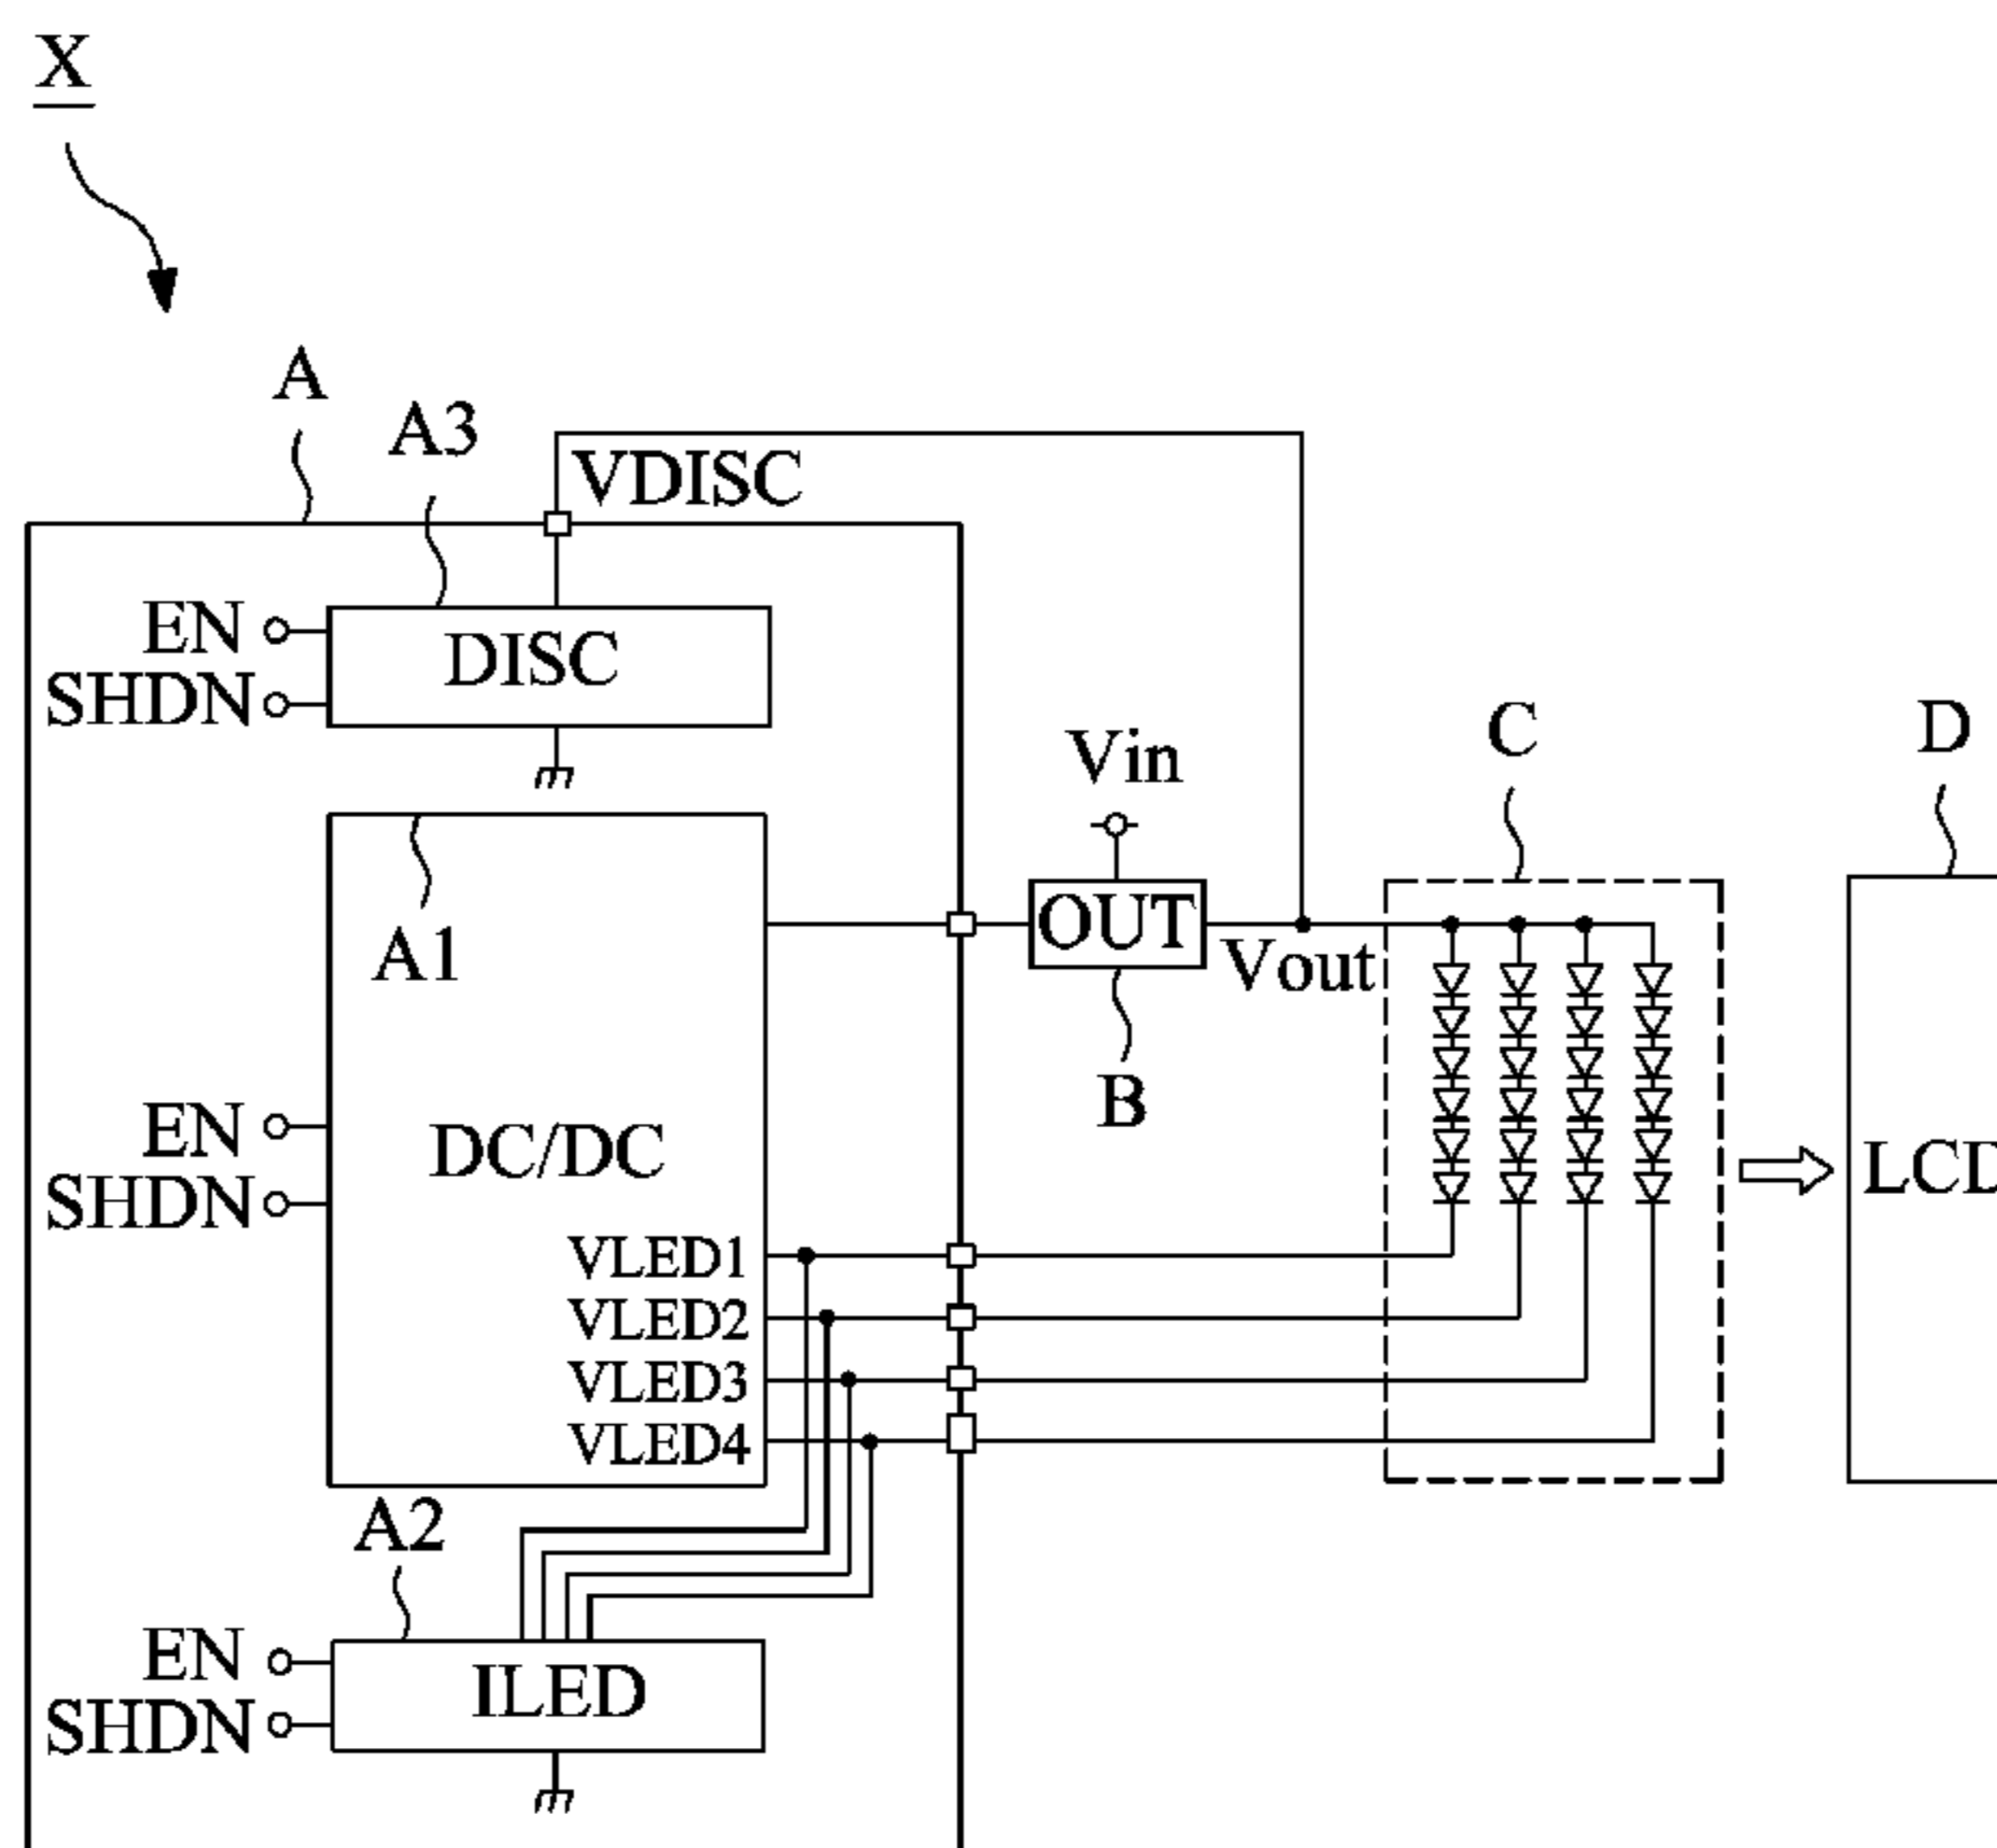 X
A
A3
VDISC
EN
DISC
SHDN
Vin
C
D
A1
OUT
Vout
B
EN
DC/DC
SHDN
LCD
VLED1
VLED2
VLED3
VLED4
A2
EN
ILED
SHDN